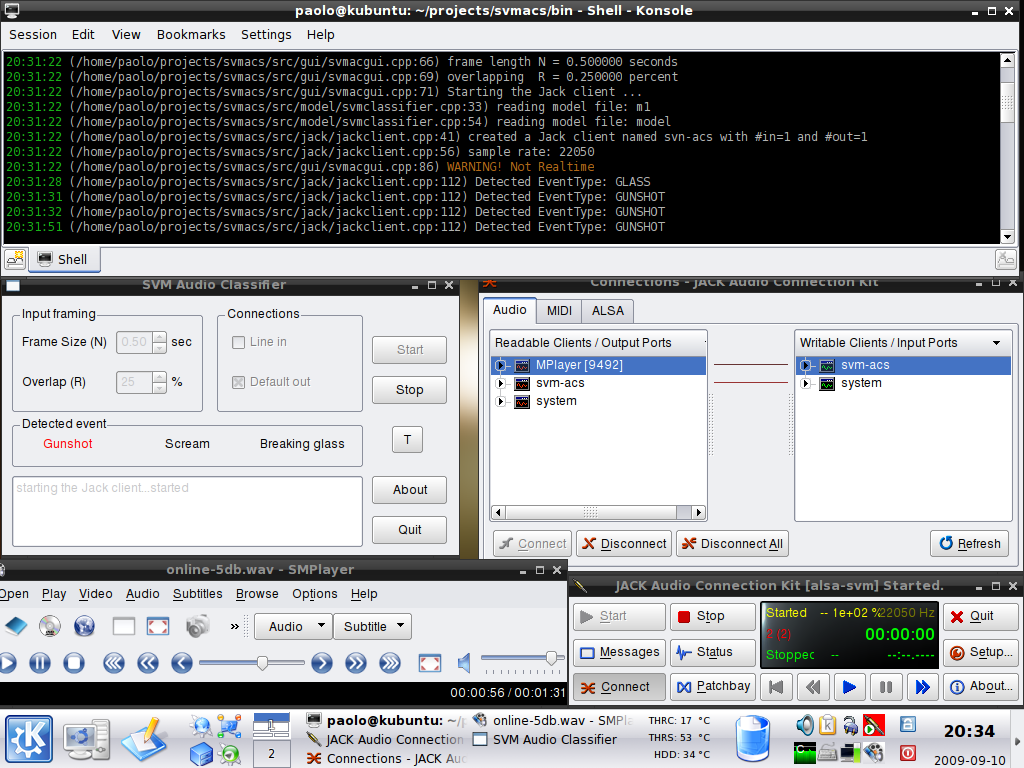 paolo@kubuntu: ~/projects/svmacs/bin - Shell - Konsole
Session Edit View Bookmarks Settings Help
20:31:22 (/home/paolo/projects/svmacs/src/gui/svmacgui.cpp:66) frame length N = 0.500000 seconds
20:31:22 (/home/paolo/projects/svmacs/src/gui/svmacgui.cpp:69) overlapping R = 0.250000 percent
20:31:22 (/home/paolo/projects/svmacs/src/gui/svmacgui.cpp:71) Starting the Jack client ...
20:31:22 (/home/paolo/projects/svmacs/src/model/svmclassifier.cpp:33) reading model file: m1
20:31:22 (/home/paolo/projects/svmacs/src/model/svmclassifier.cpp:54) reading model file: model
20:31:22 (/home/paolo/projects/svmacs/src/jack/jackclient.cpp:41) created a Jack client named svn-acs with #in=1 and #out=1
20:31:22 (/home/paolo/projects/svmacs/src/jack/jackclient.cpp:56) sample rate: 22050
20:31:22 (/home/paolo/projects/svmacs/src/gui/svmacgui.cpp:86) WARNING! Not Realtime
20:31:28 (/home/paolo/projects/svmacs/src/jack/jackclient.cpp:112) Detected EventType: GLASS
20:31:31 (/home/paolo/projects/svmacs/src/jack/jackclient.cpp:112) Detected EventType: GUNSHOT
20:31:32 (/home/paolo/projects/svmacs/src/jack/jackclient.cpp:112) Detected EventType: GUNSHOT
20:31:51 (/home/paolo/projects/svmacs/src/jack/jackclient.cpp:112) Detected EventType: GUNSHOT
Shell
SVM Audio Classifier
Input framing
Frame Size (N) 0.50 sec
Overlap (R) 25 %
Connections
Line in
Default out
Start
Stop
Detected event
Gunshot Scream Breaking glass
T
starting the Jack client...started
About
Quit
Connections - JACK Audio Connection Kit
Audio MIDI ALSA
Readable Clients / Output Ports
MPlayer [9492]
svm-acs
system
Writable Clients / Input Ports
svm-acs
system
Connect Disconnect Disconnect All Refresh
online-5db.wav - SMPlayer
Open Play Video Audio Subtitles Browse Options Help
» Audio Subtitle
00:00:56 / 00:01:31
JACK Audio Connection Kit [alsa-svm] Started.
Start Stop
Messages Status
Connect Patchbay
Started -- 1e+02 % 22050 Hz
2 (2) 00:00:00
Stopped -- --:--.----
Quit
Setup...
About...
2
paolo@kubuntu: ~/p
JACK Audio Connection
Connections - JACK Au
online-5db.wav - SMPla
SVM Audio Classifier
THRC: 17 °C
THRS: 53 °C
HDD: 34 °C
20:34
2009-09-10